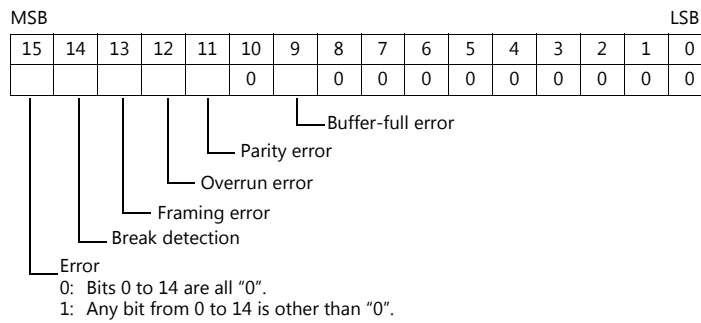 MSB LSB
15 14 13 12 11 10 9 8 7 6 5 4 3 2 1 0
0 0 0 0 0 0 0 0 0 0
Buffer-full error
Parity error
Overrun error
Framing error
Break detection
Error
0: Bits 0 to 14 are all “0”.
1: Any bit from 0 to 14 is other than “0”.